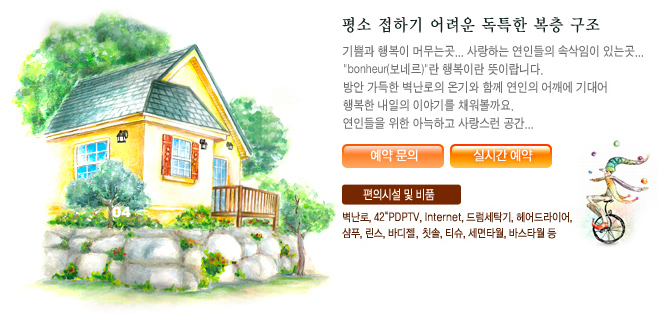 평소 접하기 어려운 독특한 복층 구조
기쁨과 행복이 머무는곳... 사랑하는 연인들의 속삭임이 있는곳...
"bonheur(보네르)"란 행복이란 뜻이랍니다.
방안 가득한 벽난로의 온기와 함께 연인의 어깨에 기대어
행복한 내일의 이야기를 채워볼까요.
연인들을 위한 아늑하고 사랑스런 공간...
예약 문의
실시간 예약
편의시설 및 비품
벽난로, 42"PDPTV, Internet, 드럼세탁기, 헤어드라이어,
샴푸, 린스, 바디젤, 칫솔, 티슈, 세면타월, 바스타월 등
04